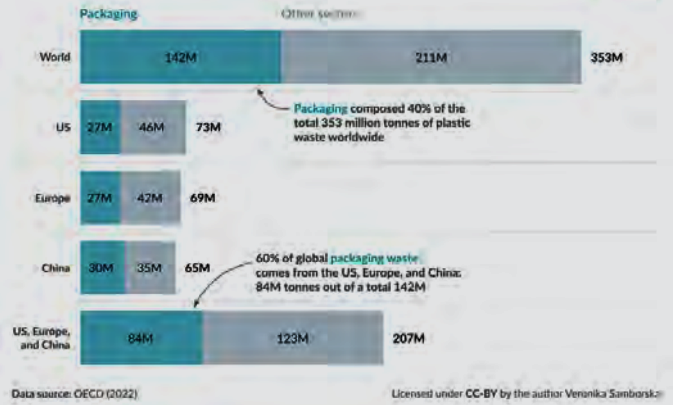 Packaging Other sectors
World 142M 211M 353M
Packaging composed 40% of the
total 353 million tonnes of plastic
waste worldwide
US 27M 46M 73M
Europe 27M 42M 69M
China 30M 35M 65M
60% of global packaging waste
comes from the US, Europe, and China:
84M tonnes out of a total 142M
US, Europe,
and China 84M 123M 207M
Data source: OECD (2022) Licensed under CC-BY by the author Veronika Samborska